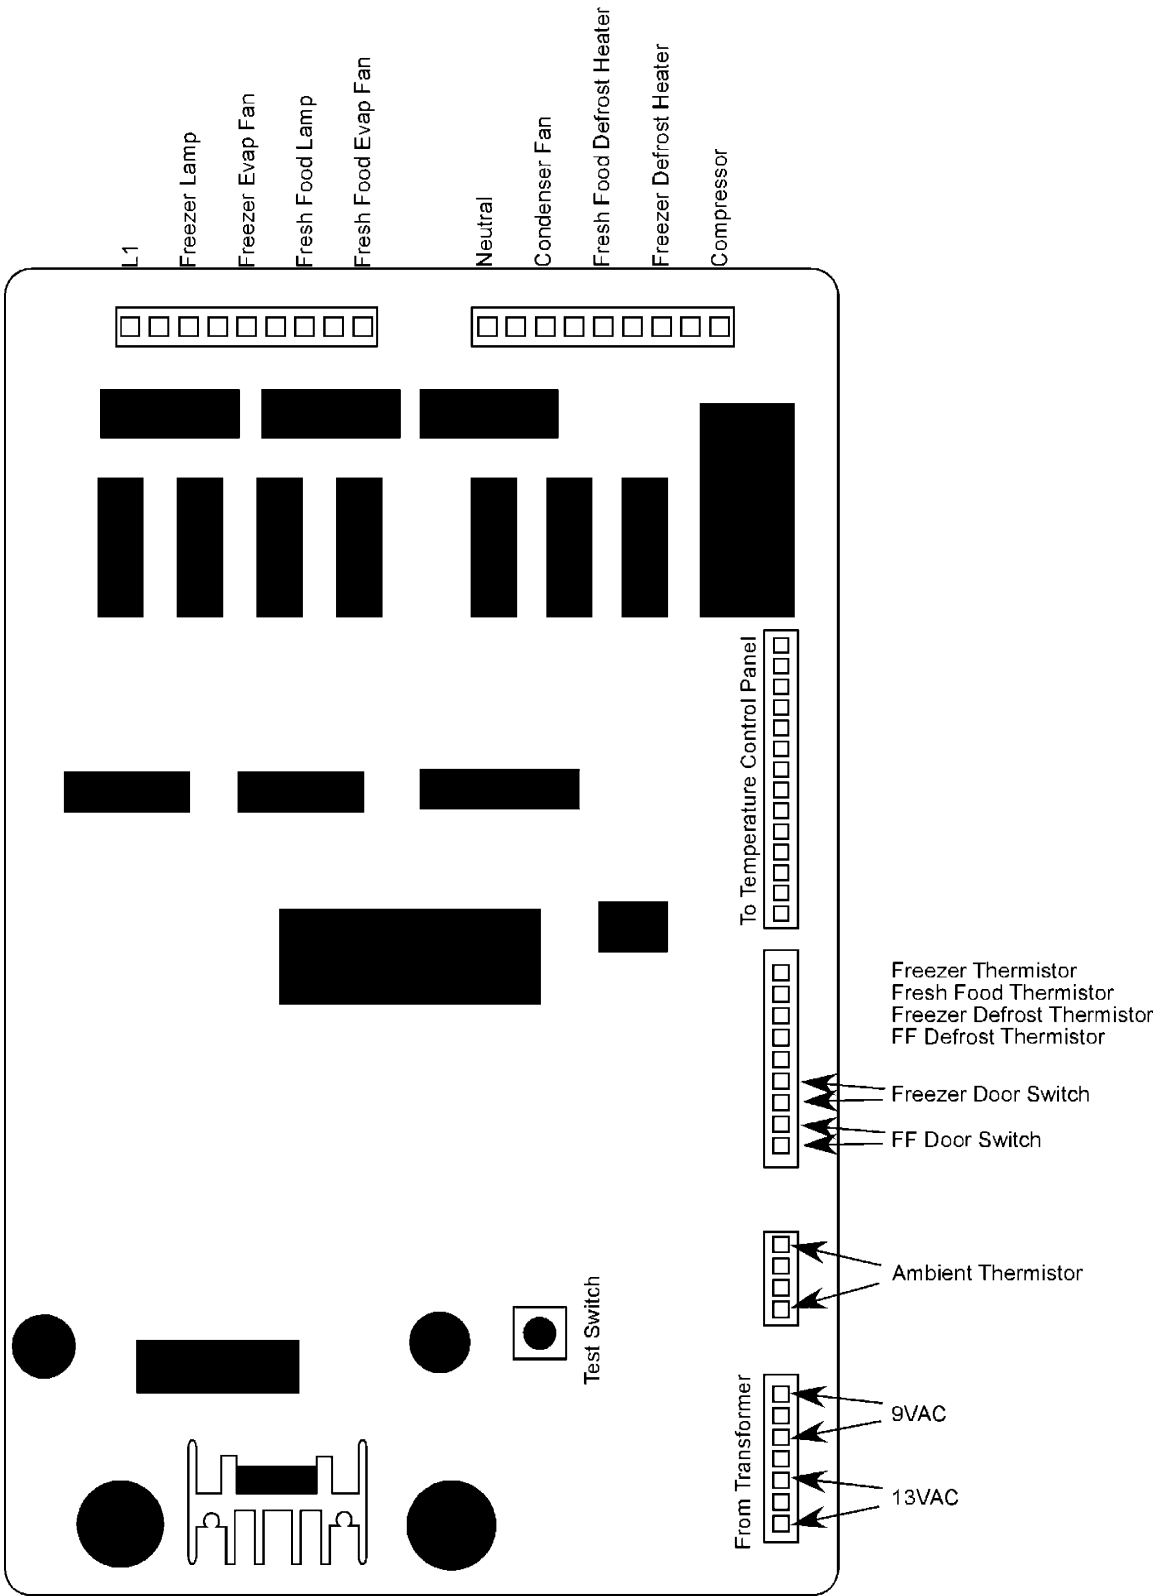 L1
Freezer Lamp
Freezer Evap Fan
Fresh Food Lamp
Fresh Food Evap Fan
Neutral
Condenser Fan
Fresh Food Defrost Heater
Freezer Defrost Heater
Compressor
To Temperature Control Panel
Freezer Thermistor
Fresh Food Thermistor
Freezer Defrost Thermistor
FF Defrost Thermistor
Freezer Door Switch
FF Door Switch
Ambient Thermistor
Test Switch
From Transformer
9VAC
13VAC